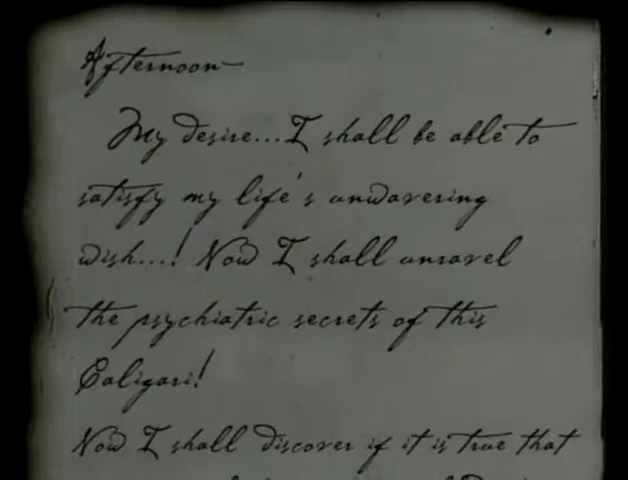 Afternoon—
My desire...I shall be able to
satisfy my life's unwavering
wish...! Now I shall unravel
the psychiatric secrets of this
Caligari!
Now I shall discover if it is true that